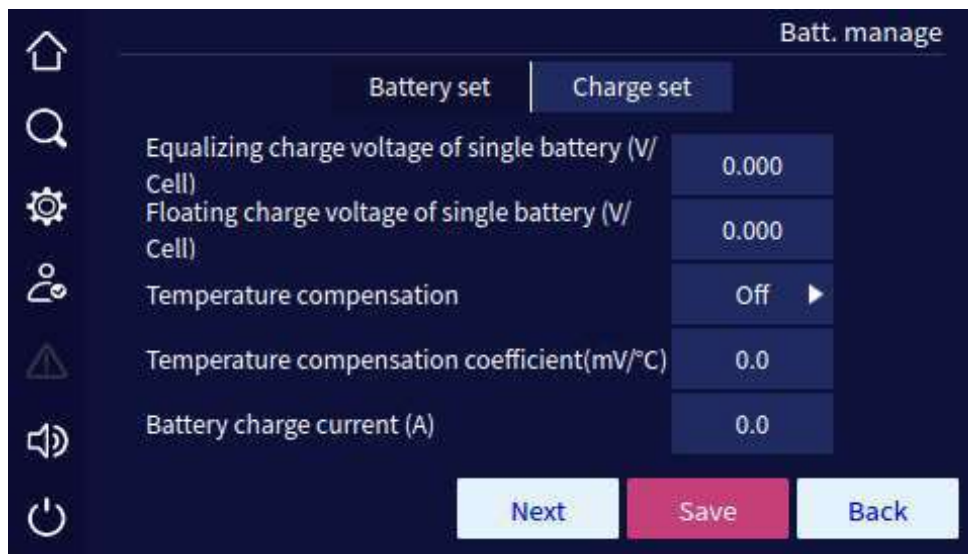 Batt. manage
Battery set
Charge set
Equalizing charge voltage of single battery (V/
Cell)
0.000
Floating charge voltage of single battery (V/
Cell)
0.000
Temperature compensation
Off
Temperature compensation coefficient(mV/°C)
0.0
Battery charge current (A)
0.0
Next
Save
Back